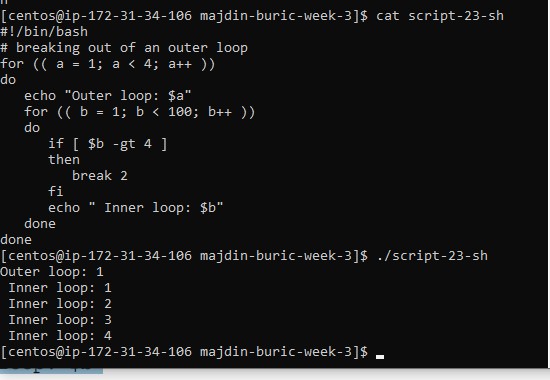 [centos@ip-172-31-34-106 majdin-buric-week-3]$ cat script-23-sh
#!/bin/bash
# breaking out of an outer loop
for (( a = 1; a < 4; a++ ))
do
   echo "Outer loop: $a"
   for (( b = 1; b < 100; b++ ))
   do
      if [ $b -gt 4 ]
      then
         break 2
      fi
      echo " Inner loop: $b"
   done
done
[centos@ip-172-31-34-106 majdin-buric-week-3]$ ./script-23-sh
Outer loop: 1
 Inner loop: 1
 Inner loop: 2
 Inner loop: 3
 Inner loop: 4
[centos@ip-172-31-34-106 majdin-buric-week-3]$